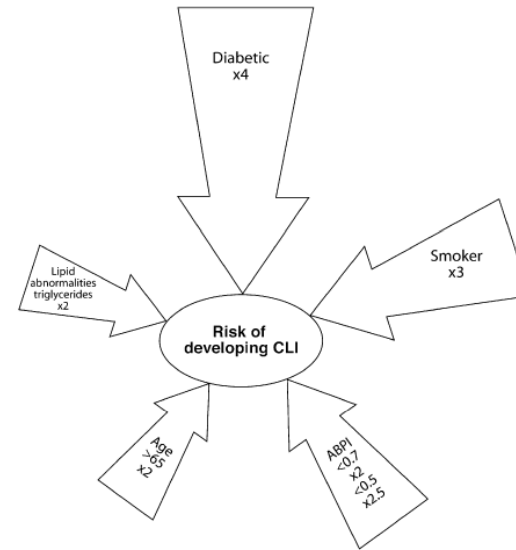 Diabetic
x4
Smoker
x3
Lipid
abnormalities
triglycerides
x2
Risk of
developing CLI
Age
>65
x2
ABPI
<0.7
x2
<0.5
x2.5